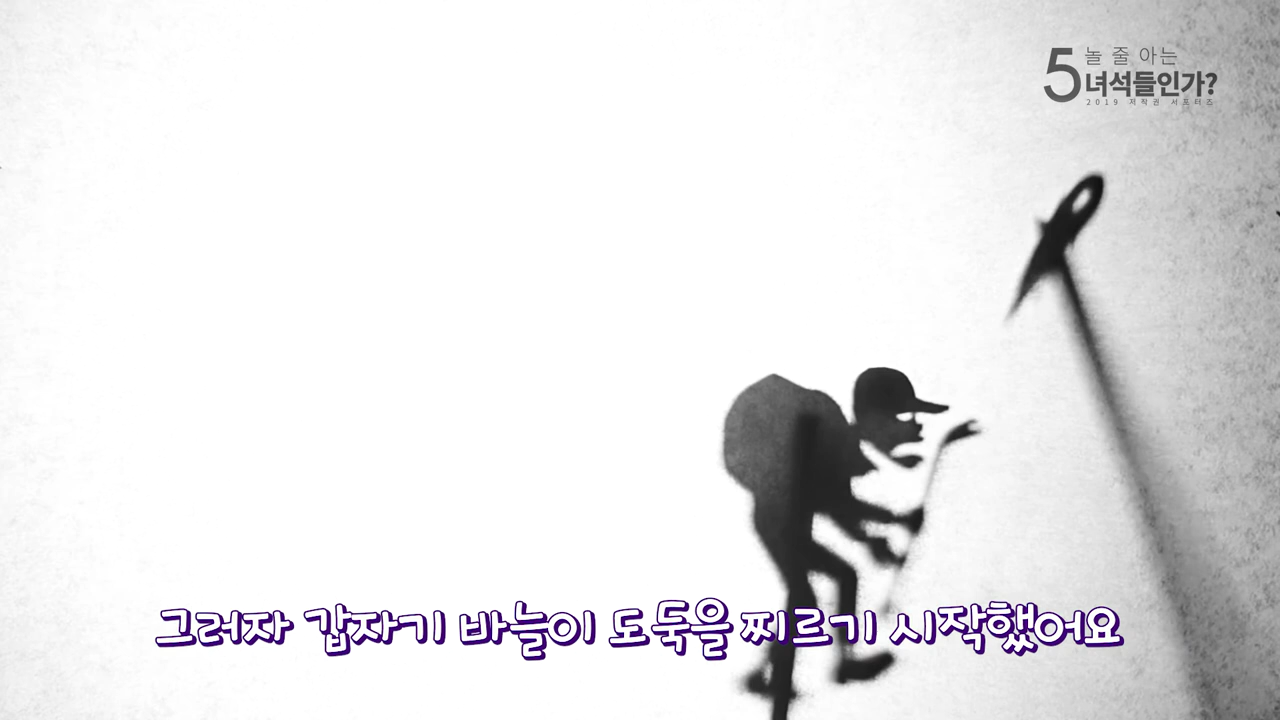 5 놀 줄 아는
녀석들인가?
2019 저작권 서포터즈
그러자 갑자기 바늘이 도둑을 찌르기 시작했어요